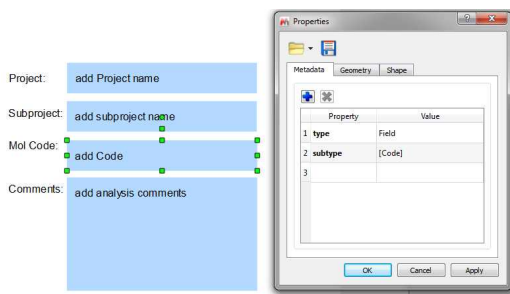 Project:
add Project name
Subproject:
add subproject name
Mol Code:
add Code
Comments:
add analysis comments
Properties
Metadata Geometry Shape
Property Value
1 type Field
2 subtype [Code]
3
OK Cancel Apply